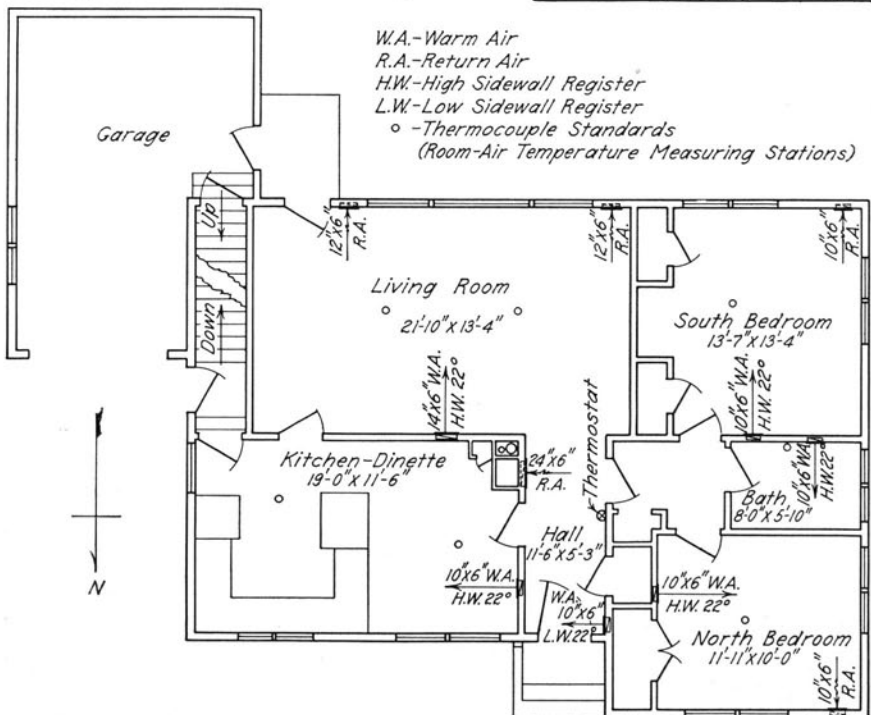 W.A.-Warm Air
R.A.-Return Air
H.W.-High Sidewall Register
L.W.-Low Sidewall Register
o -Thermocouple Standards
(Room-Air Temperature Measuring Stations)
Garage
Up
Down
12"X6"
R.A.
12"X6"
R.A.
10"X6"
R.A.
Living Room
21'-10" X 13'-4"
South Bedroom
13'-7" X 13'-4"
14"X6" W.A.
H.W. 22°
10"X6" W.A.
H.W. 22°
Kitchen-Dinette
19'-0" X 11'-6"
24"X6"
R.A.
Thermostat
Bath
8'-0" X 5'-10"
10"X6" WA
H.W. 22°
Hall
11'-6" X 5'-3"
10"X6" W.A.
H.W. 22°
W.A.
10"X6"
L.W. 22°
10"X6" W.A.
H.W. 22°
North Bedroom
11'-11" X 10'-0"
10"X6"
R.A.
N